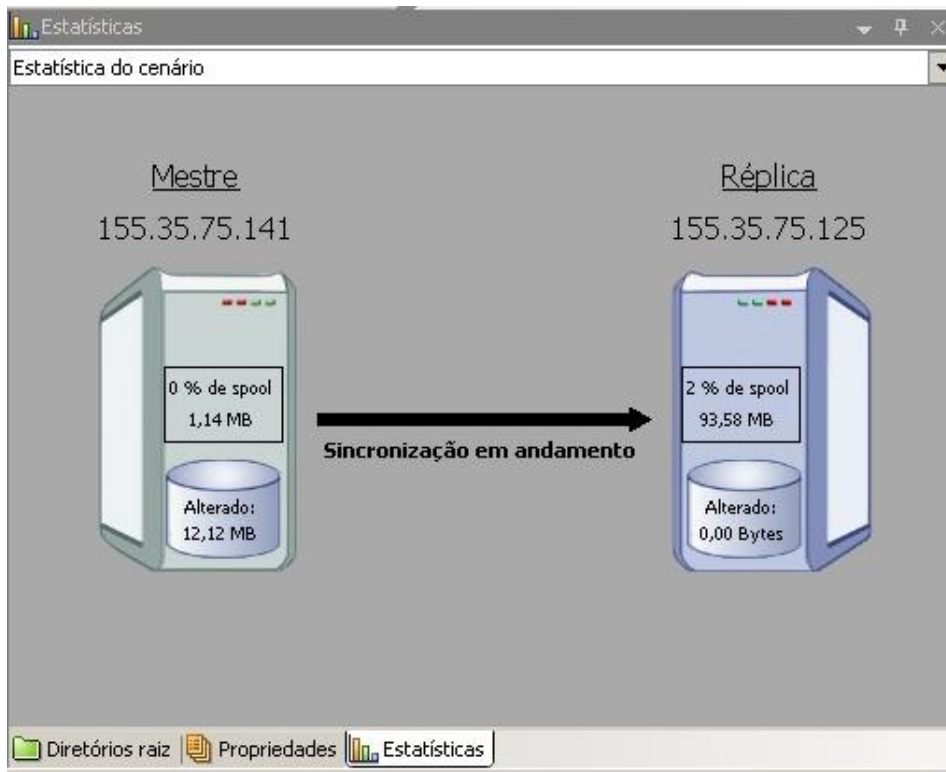 Estatísticas
Estatística do cenário
Mestre
155.35.75.141
Réplica
155.35.75.125
0 % de spool
1,14 MB
2 % de spool
93,58 MB
Sincronização em andamento
Alterado:
12,12 MB
Alterado:
0,00 Bytes
Diretórios raiz Propriedades Estatísticas